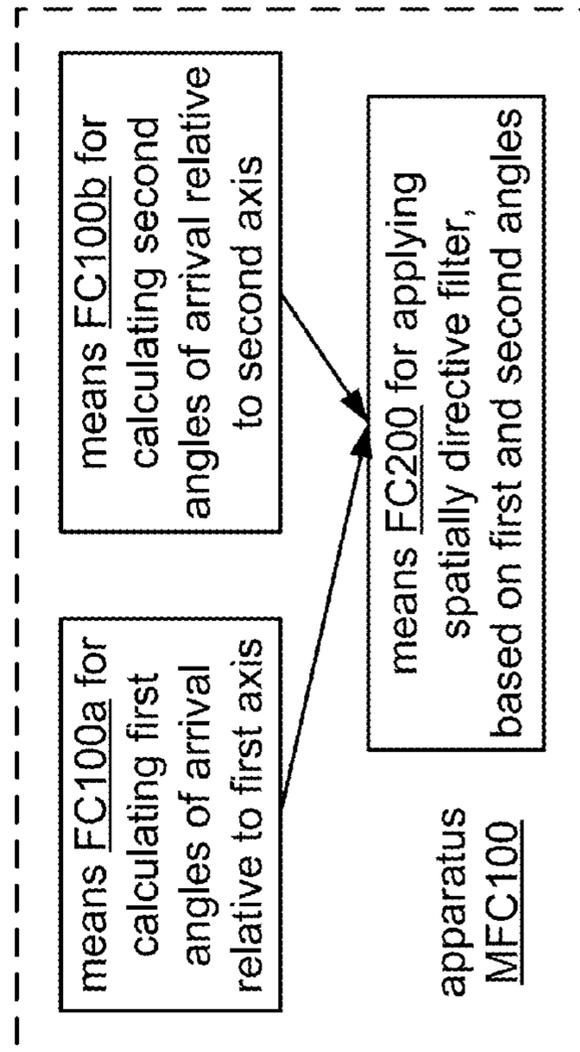 means FC100a for
calculating first
angles of arrival
relative to first axis
means FC100b for
calculating second
angles of arrival relative
to second axis
means FC200 for applying
spatially directive filter,
based on first and second angles
apparatus
MFC100